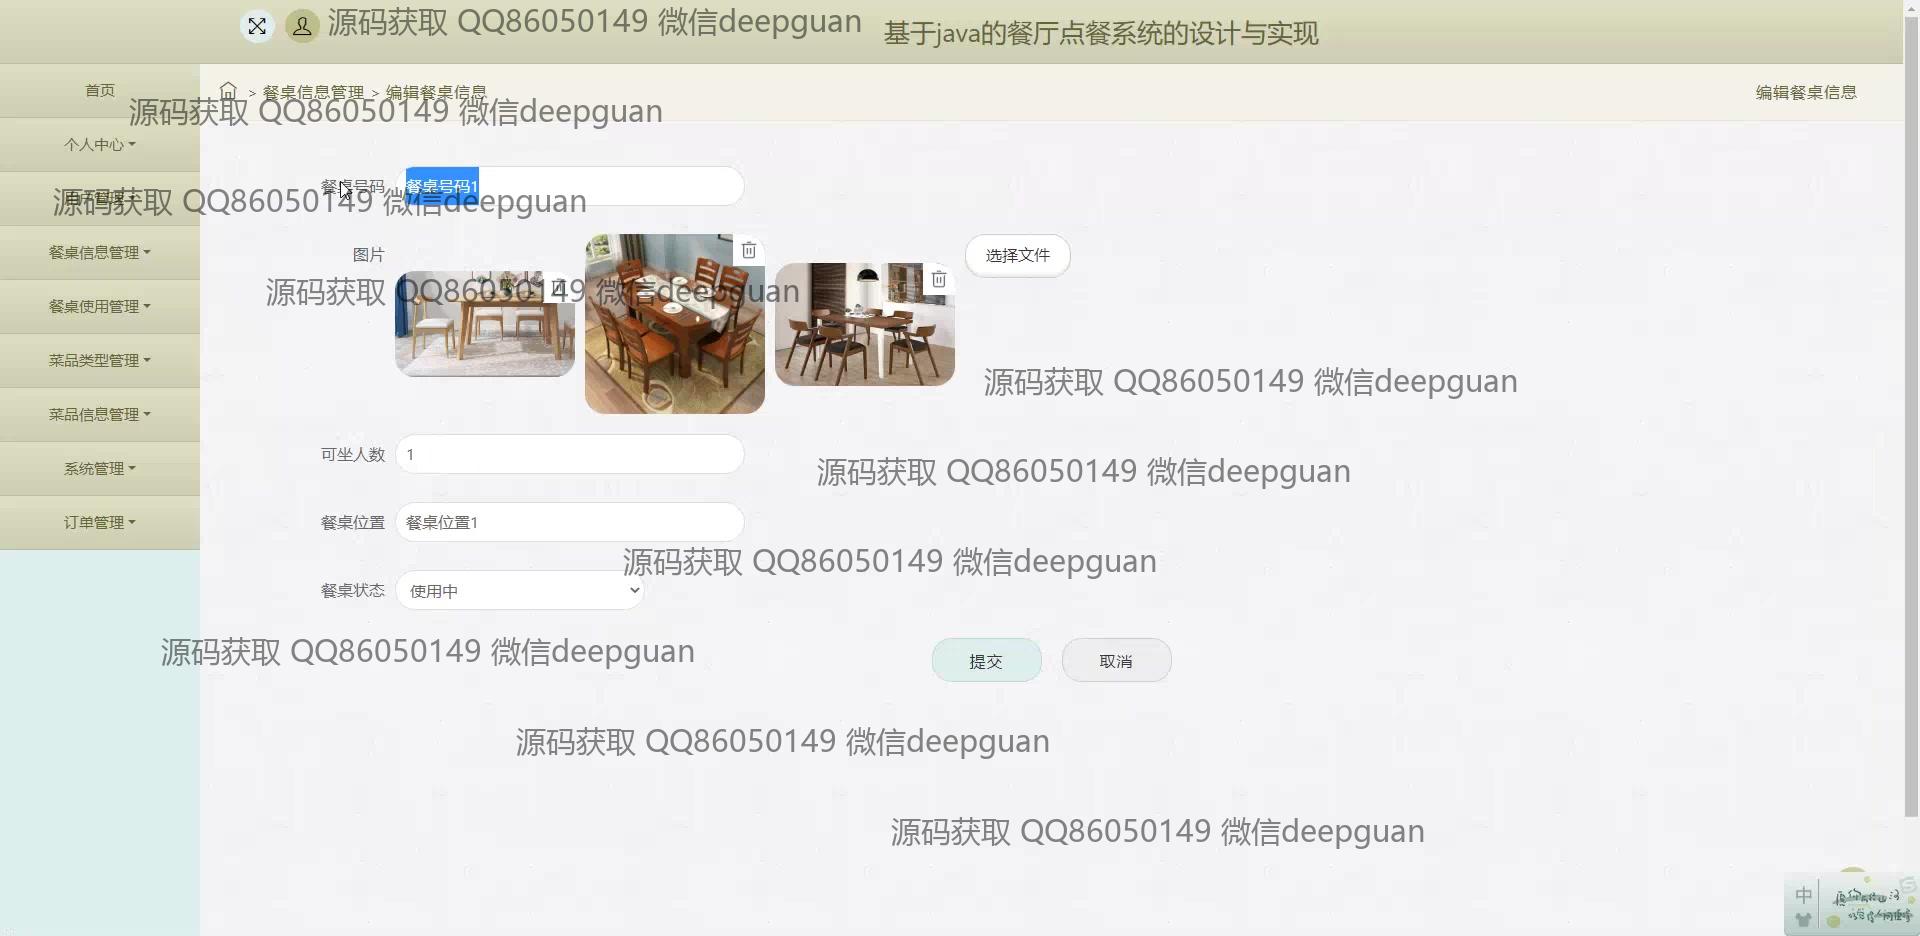 源码获取 QQ86050149 微信deepguan
基于java的餐厅点餐系统的设计与实现
首页
> 餐桌信息管理 > 编辑餐桌信息
编辑餐桌信息
源码获取 QQ86050149 微信deepguan
个人中心
餐桌号码
餐桌号码1
源码获取 QQ86050149 微信deepguan
餐桌信息管理
图片
选择文件
源码获取 QQ86050149 微信deepguan
餐桌使用管理
菜品类型管理
源码获取 QQ86050149 微信deepguan
菜品信息管理
可坐人数
1
系统管理
源码获取 QQ86050149 微信deepguan
订单管理
餐桌位置
餐桌位置1
源码获取 QQ86050149 微信deepguan
餐桌状态
使用中
源码获取 QQ86050149 微信deepguan
提交
取消
源码获取 QQ86050149 微信deepguan
源码获取 QQ86050149 微信deepguan
中